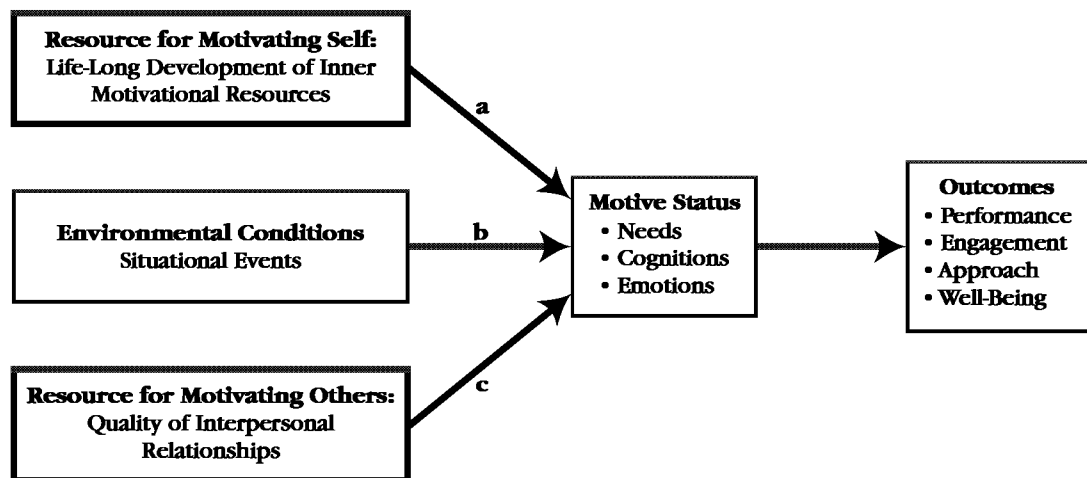 Resource for Motivating Self:
Life-Long Development of Inner
Motivational Resources
a
Environmental Conditions
Situational Events
b
Resource for Motivating Others:
Quality of Interpersonal
Relationships
c
Motive Status
• Needs
• Cognitions
• Emotions
Outcomes
• Performance
• Engagement
• Approach
• Well-Being